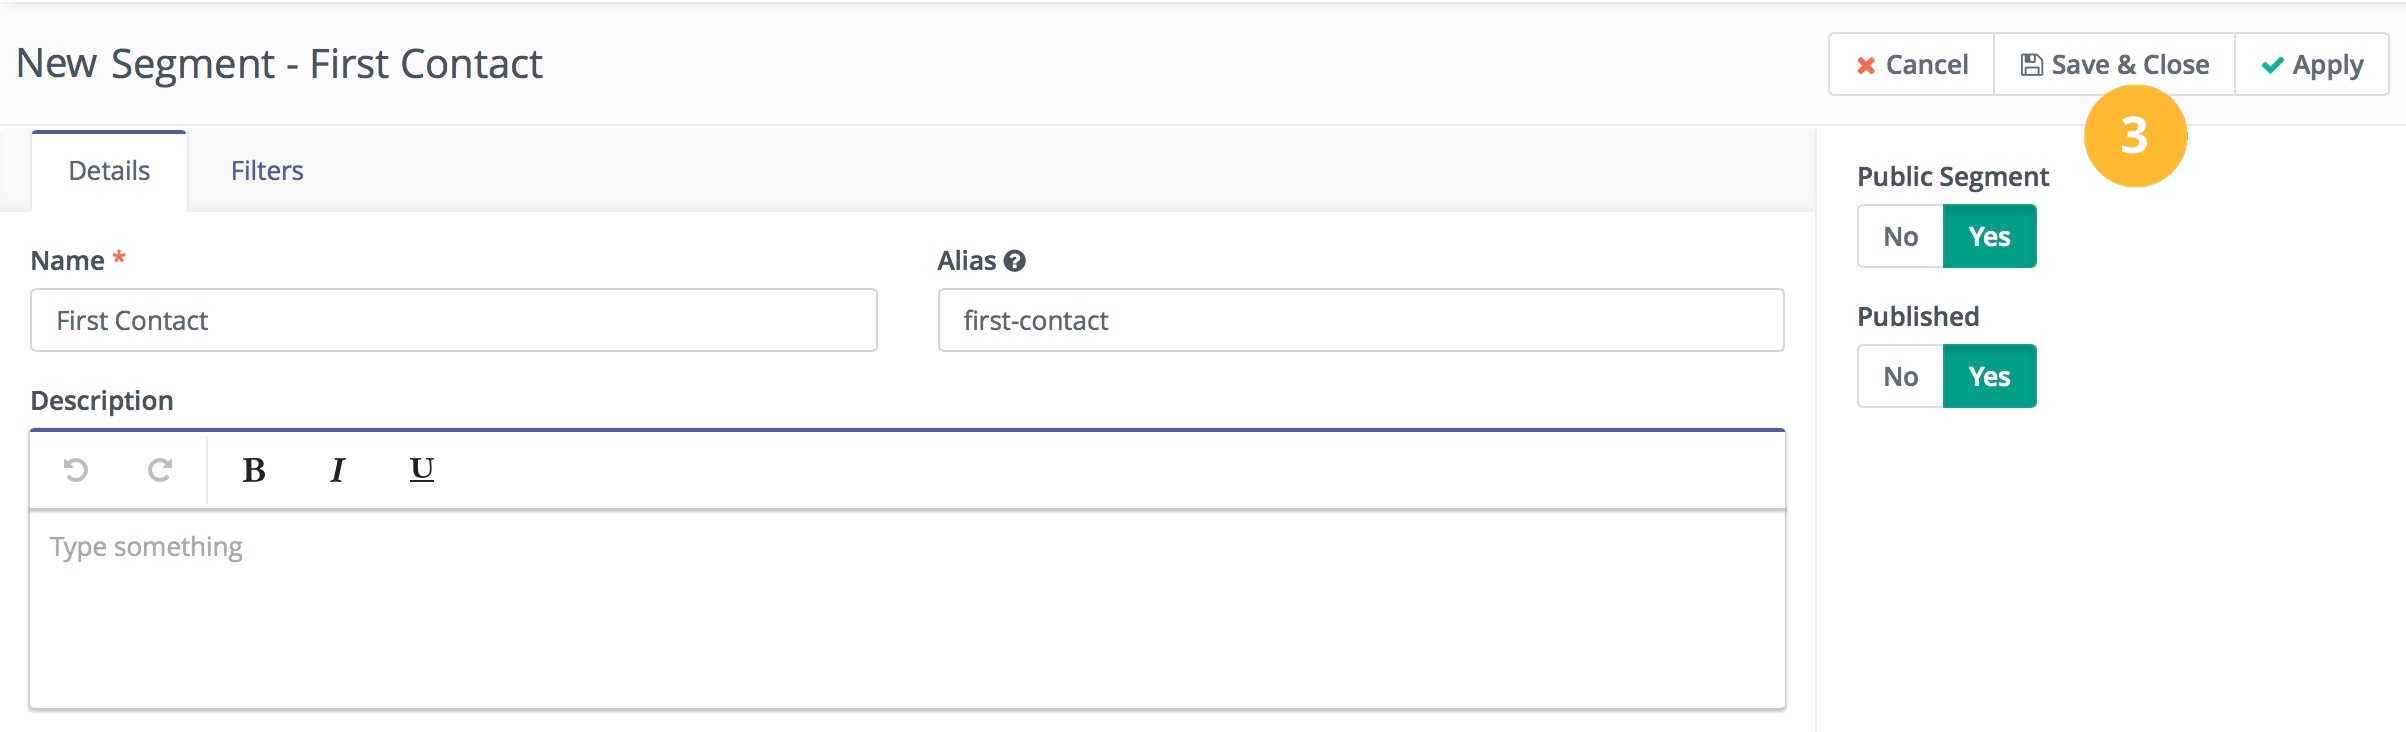 New Segment - First Contact
Cancel
Save & Close
Apply
3
Details
Filters
Public Segment
No
Yes
Name *
Alias
First Contact
first-contact
Published
No
Yes
Description
B
I
U
Type something